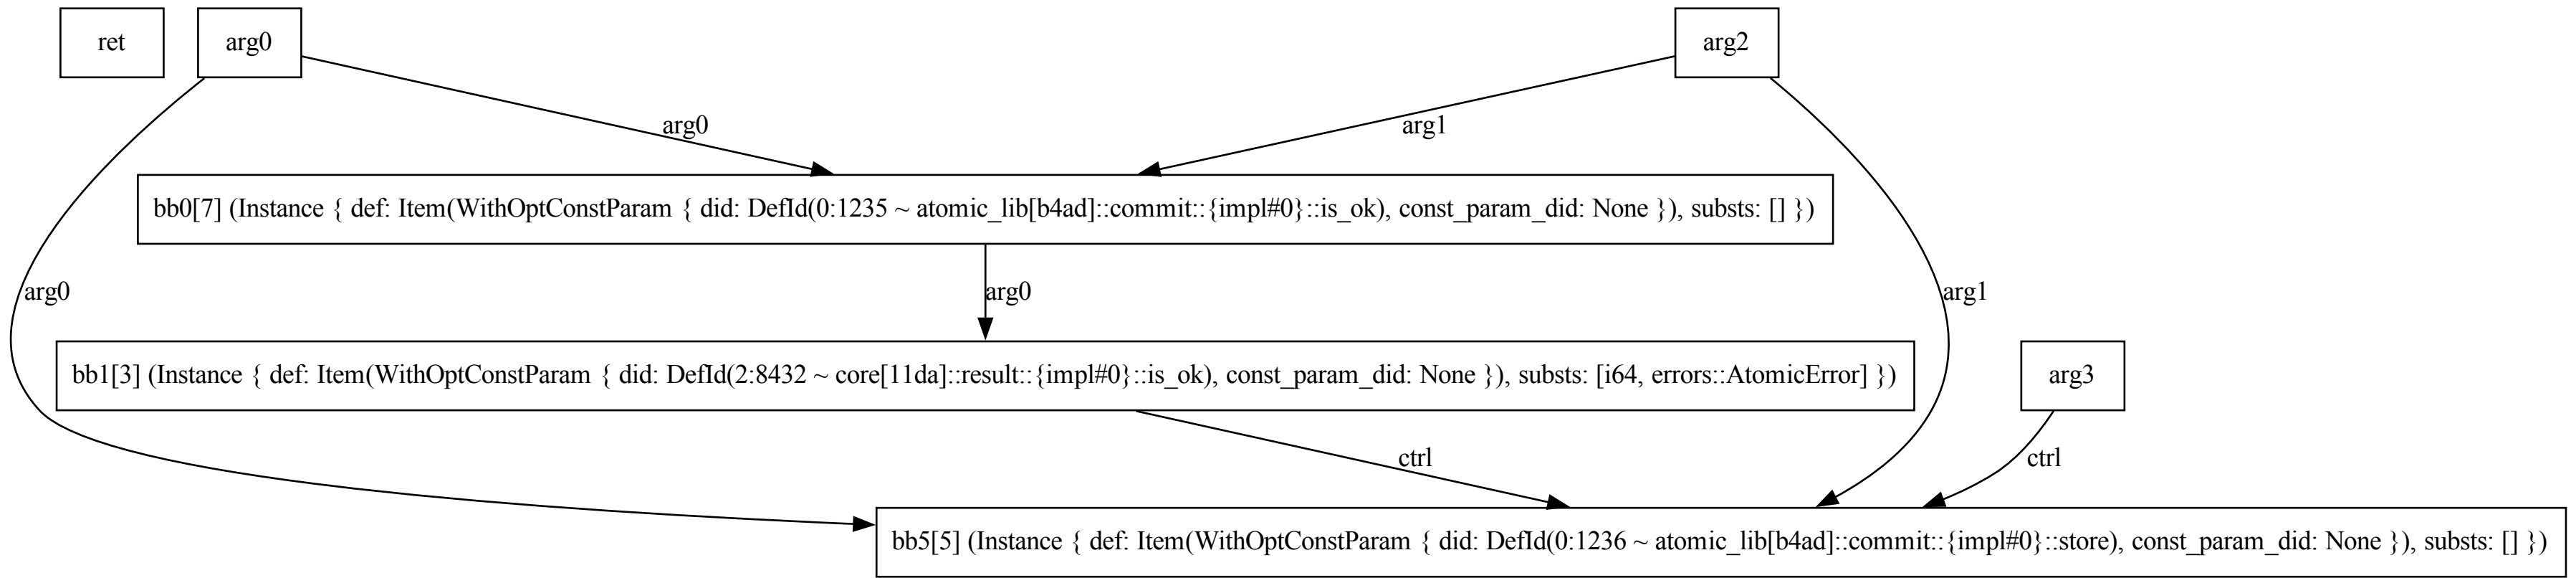 ret
arg0
arg2
arg0
arg1
bb0[7] (Instance { def: Item(WithOptConstParam { did: DefId(0:1235 ~ atomic_lib[b4ad]::commit::{impl#0}::is_ok), const_param_did: None }), substs: [] })
arg0
arg0
arg1
bb1[3] (Instance { def: Item(WithOptConstParam { did: DefId(2:8432 ~ core[11da]::result::{impl#0}::is_ok), const_param_did: None }), substs: [i64, errors::AtomicError] })
arg3
ctrl
ctrl
bb5[5] (Instance { def: Item(WithOptConstParam { did: DefId(0:1236 ~ atomic_lib[b4ad]::commit::{impl#0}::store), const_param_did: None }), substs: [] })